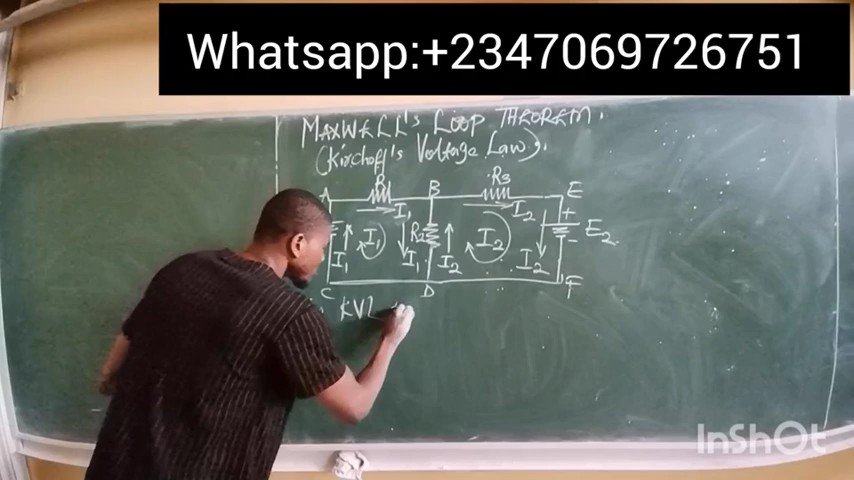 Whatsapp:+2347069726751
MAXWELL's LOOP THEOREM.
(Kirchoff's Voltage Law).
A R1 B R3 E
I1 I2
I1 I1 R2 I1 I2 I2 I2 + - E2
C D F
KVL
InShOt